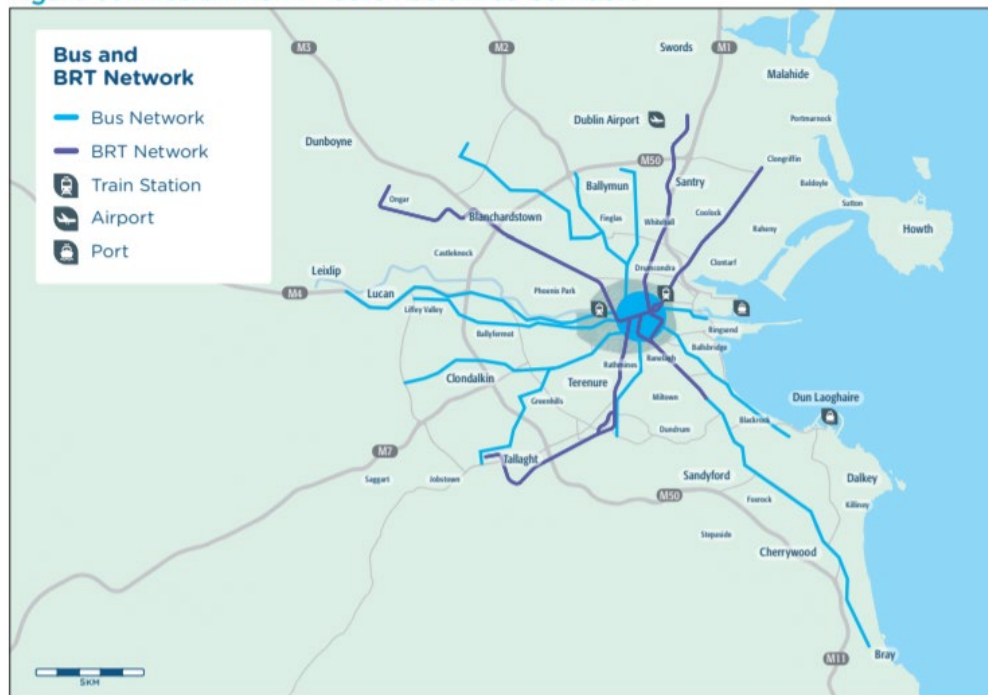 Bus and
BRT Network
Bus Network
BRT Network
Train Station
Airport
Port
M3
M2
M1
Swords
Malahide
Dublin Airport
Portmarnock
Dunboyne
M50
Clongriffin
Ballymun
Santry
Baldoyle
Ongar
Finglas
Whitehall
Coolock
Sutton
Blanchardstown
Raheny
Howth
Castleknock
Drumcondra
Clontarf
Leixlip
Phoenix Park
M4
Lucan
Liffey Valley
Ringsend
Ballyfermot
Ballsbridge
Ranelagh
Rathmines
Clondalkin
Terenure
Miltown
Dun Laoghaire
Greenhills
Blackrock
Dundrum
M7
Tallaght
Saggart
Jobstown
Sandyford
Dalkey
M50
Foxrock
Killiney
Stepaside
Cherrywood
Bray
M11
5KM